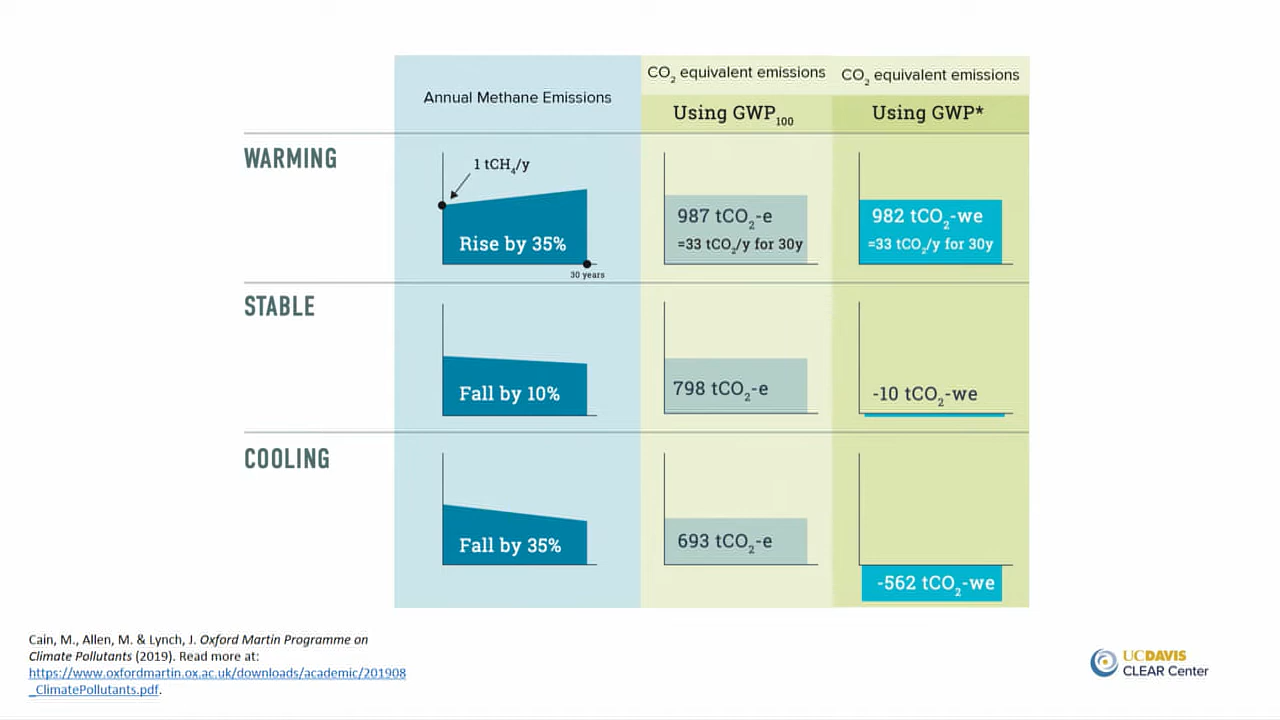 Annual Methane Emissions
CO₂ equivalent emissions
CO₂ equivalent emissions
Using GWP₁₀₀
Using GWP*
WARMING
1 tCH₄/y
Rise by 35%
30 years
987 tCO₂-e
=33 tCO₂/y for 30y
982 tCO₂-we
=33 tCO₂/y for 30y
STABLE
Fall by 10%
798 tCO₂-e
-10 tCO₂-we
COOLING
Fall by 35%
693 tCO₂-e
-562 tCO₂-we
Cain, M., Allen, M. & Lynch, J. Oxford Martin Programme on
Climate Pollutants (2019). Read more at:
https://www.oxfordmartin.ox.ac.uk/downloads/academic/201908
_ClimatePollutants.pdf.
UCDAVIS
CLEAR Center